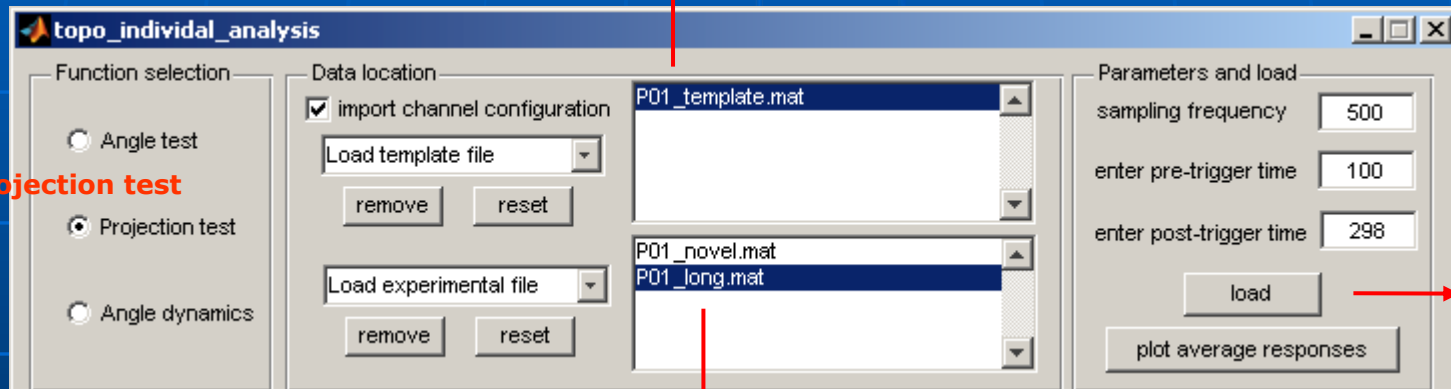 topo_individal_analysis
Function selection
Angle test
ojection test
Projection test
Angle dynamics
Data location
import channel configuration
Load template file
remove reset
P01_template.mat
Load experimental file
remove reset
P01_novel.mat
P01_long.mat
Parameters and load
sampling frequency 500
enter pre-trigger time 100
enter post-trigger time 298
load
plot average responses